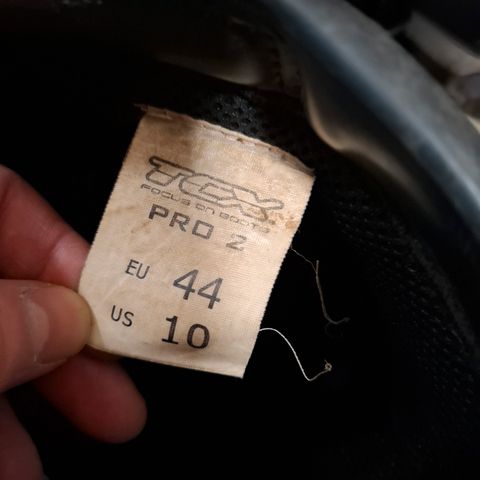 TCX
FOCUS ON BOOTS
PRO 2
EU 44
US 10